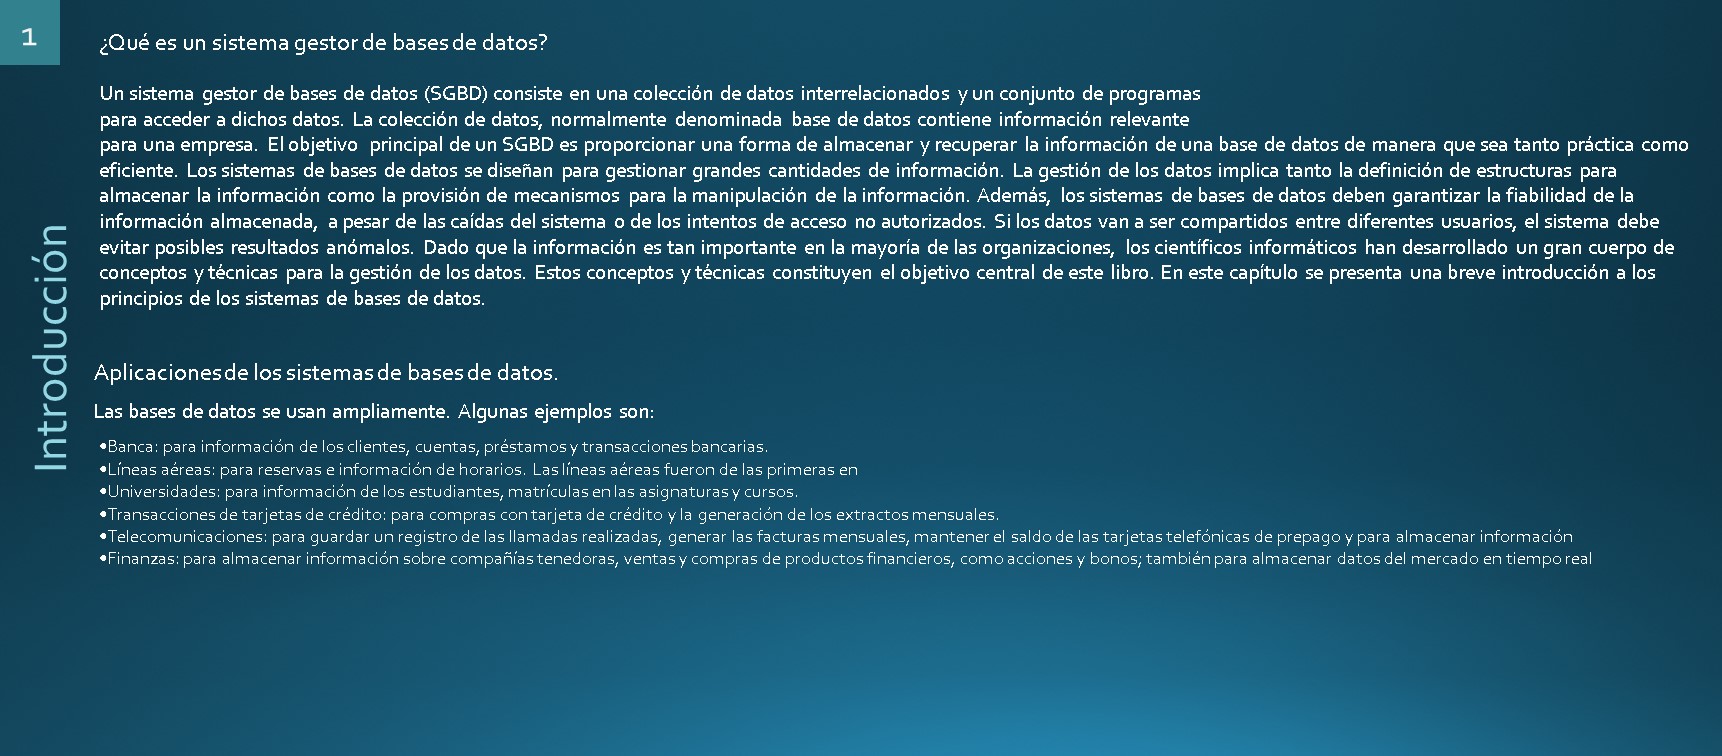 1
Introducción
¿Qué es un sistema gestor de bases de datos?
Un sistema gestor de bases de datos (SGBD) consiste en una colección de datos interrelacionados y un conjunto de programas
para acceder a dichos datos. La colección de datos, normalmente denominada base de datos contiene información relevante
para una empresa. El objetivo principal de un SGBD es proporcionar una forma de almacenar y recuperar la información de una base de datos de manera que sea tanto práctica como
eficiente. Los sistemas de bases de datos se diseñan para gestionar grandes cantidades de información. La gestión de los datos implica tanto la definición de estructuras para
almacenar la información como la provisión de mecanismos para la manipulación de la información. Además, los sistemas de bases de datos deben garantizar la fiabilidad de la
información almacenada, a pesar de las caídas del sistema o de los intentos de acceso no autorizados. Si los datos van a ser compartidos entre diferentes usuarios, el sistema debe
evitar posibles resultados anómalos. Dado que la información es tan importante en la mayoría de las organizaciones, los científicos informáticos han desarrollado un gran cuerpo de
conceptos y técnicas para la gestión de los datos. Estos conceptos y técnicas constituyen el objetivo central de este libro. En este capítulo se presenta una breve introducción a los
principios de los sistemas de bases de datos.
Aplicaciones de los sistemas de bases de datos.
Las bases de datos se usan ampliamente. Algunas ejemplos son:
•Banca: para información de los clientes, cuentas, préstamos y transacciones bancarias.
•Líneas aéreas: para reservas e información de horarios. Las líneas aéreas fueron de las primeras en
•Universidades: para información de los estudiantes, matrículas en las asignaturas y cursos.
•Transacciones de tarjetas de crédito: para compras con tarjeta de crédito y la generación de los extractos mensuales.
•Telecomunicaciones: para guardar un registro de las llamadas realizadas, generar las facturas mensuales, mantener el saldo de las tarjetas telefónicas de prepago y para almacenar información
•Finanzas: para almacenar información sobre compañías tenedoras, ventas y compras de productos financieros, como acciones y bonos; también para almacenar datos del mercado en tiempo real